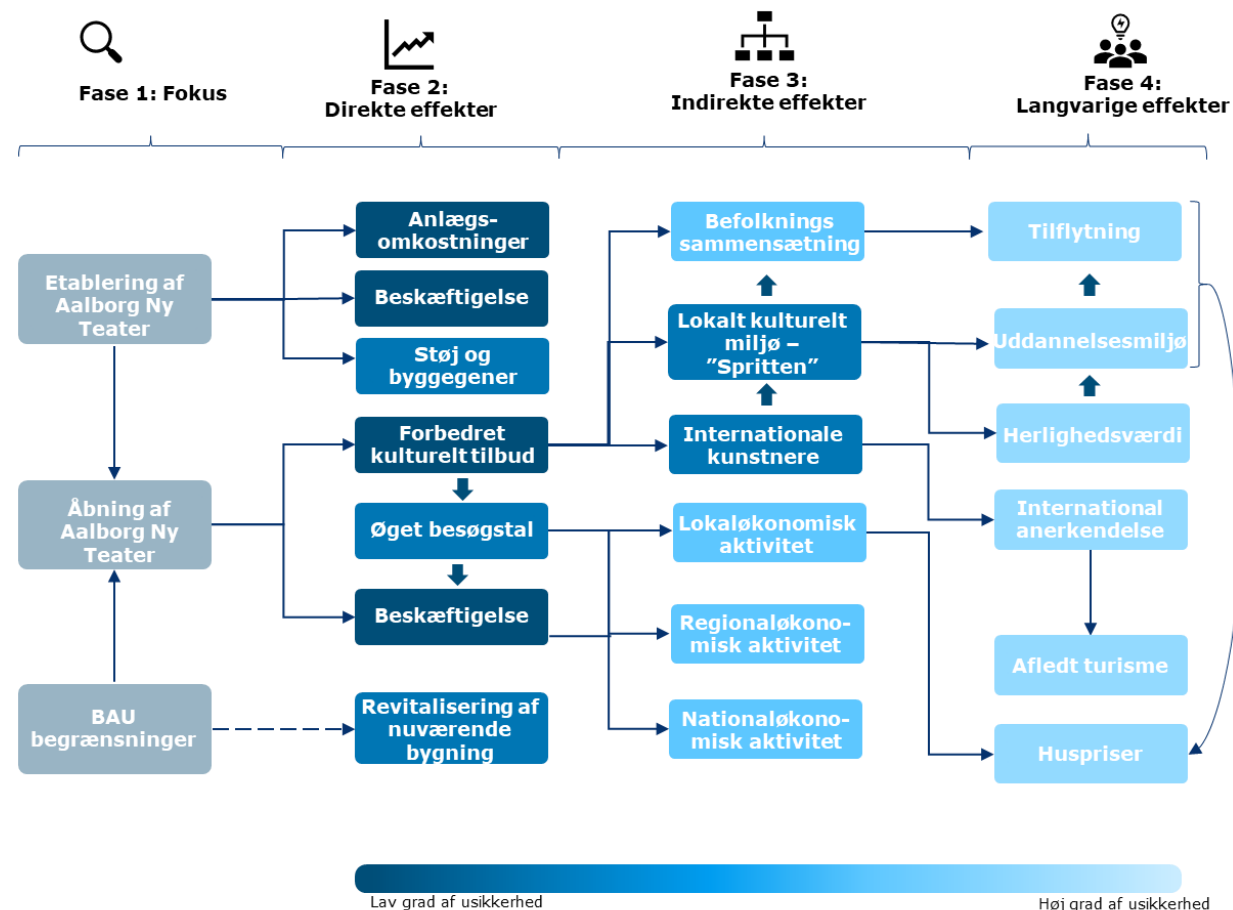 Fase 1: Fokus
Fase 2:
Direkte effekter
Fase 3:
Indirekte effekter
Fase 4:
Langvarige effekter
Etablering af
Aalborg Ny
Teater
Åbning af
Aalborg Ny
Teater
BAU
begrænsninger
Anlægs-
omkostninger
Beskæftigelse
Støj og
byggegener
Forbedret
kulturelt tilbud
Øget besøgstal
Beskæftigelse
Revitalisering af
nuværende
bygning
Befolknings
sammensætning
Lokalt kulturelt
miljø –
”Spritten”
Internationale
kunstnere
Lokaløkonomisk
aktivitet
Regionaløkono-
misk aktivitet
Nationaløkono-
misk aktivitet
Tilflytning
Uddannelsesmiljø
Herlighedsværdi
International
anerkendelse
Afledt turisme
Huspriser
Lav grad af usikkerhed
Høj grad af usikkerhed